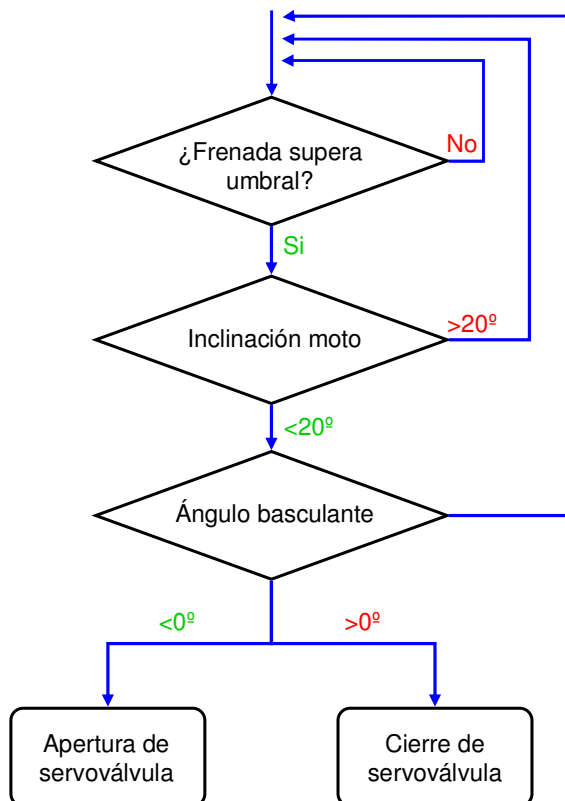 ¿Frenada supera
umbral?
No
Si
Inclinación moto
>20º
<20º
Ángulo basculante
<0º
>0º
Apertura de
servoválvula
Cierre de
servoválvula